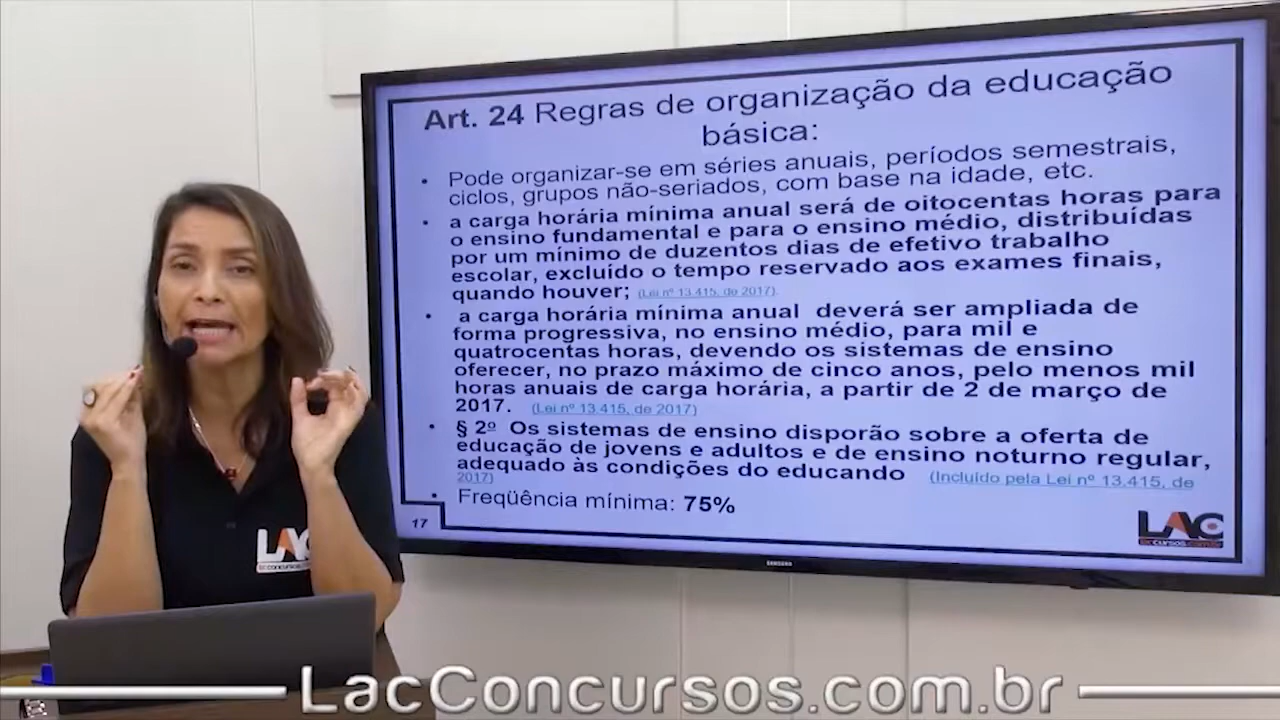 Art. 24 Regras de organização da educação
básica:
• Pode organizar-se em séries anuais, períodos semestrais,
ciclos, grupos não-seriados, com base na idade, etc.
• a carga horária mínima anual será de oitocentas horas para
o ensino fundamental e para o ensino médio, distribuídas
por um mínimo de duzentos dias de efetivo trabalho
escolar, excluído o tempo reservado aos exames finais,
quando houver; (Lei nº 13.415, de 2017).
• a carga horária mínima anual deverá ser ampliada de
forma progressiva, no ensino médio, para mil e
quatrocentas horas, devendo os sistemas de ensino
oferecer, no prazo máximo de cinco anos, pelo menos mil
horas anuais de carga horária, a partir de 2 de março de
2017. (Lei nº 13.415, de 2017)
• § 2º Os sistemas de ensino disporão sobre a oferta de
educação de jovens e adultos e de ensino noturno regular,
adequado às condições do educando (Incluído pela Lei nº 13.415, de
2017)
• Freqüência mínima: 75%
17
LAC
lacconcursos.com.br
SAMSUNG
LAC
LacConcursos.com.br